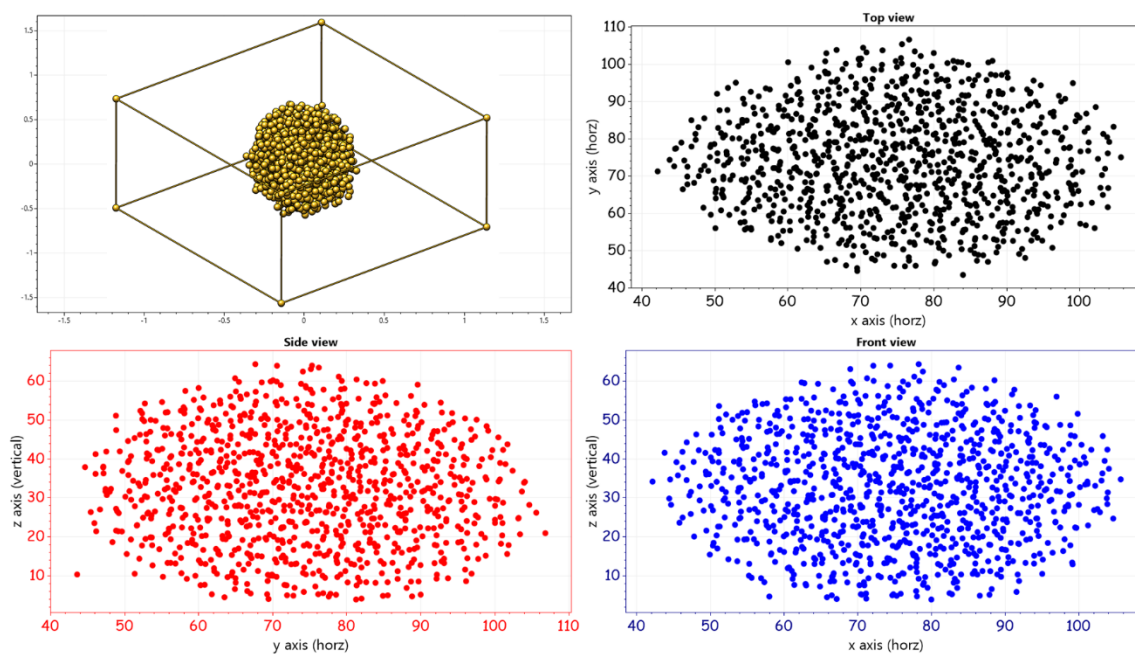 1.5
1
0.5
0
-0.5
-1
-1.5
-1.5 -1 -0.5 0 0.5 1 1.5
Top view
110
100
90
80
70
60
50
40
y axis (horz)
40 50 60 70 80 90 100
x axis (horz)
Side view
60
50
40
30
20
10
z axis (vertical)
40 50 60 70 80 90 100 110
y axis (horz)
Front view
60
50
40
30
20
10
z axis (vertical)
40 50 60 70 80 90 100
x axis (horz)